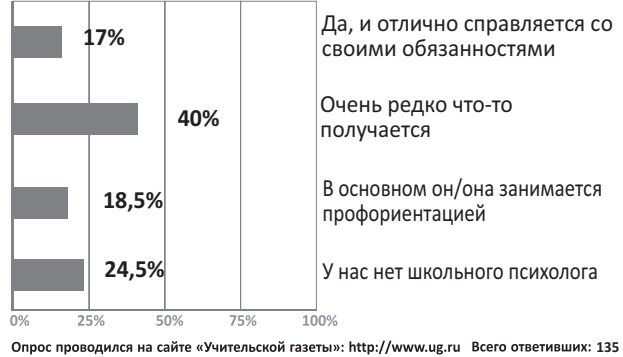 17%
Да, и отлично справляется со
своими обязанностями
40%
Очень редко что-то
получается
18,5%
В основном он/она занимается
профориентацией
24,5%
У нас нет школьного психолога
0% 25% 50% 75% 100%
Опрос проводился на сайте «Учительской газеты»: http://www.ug.ru Всего ответивших: 135